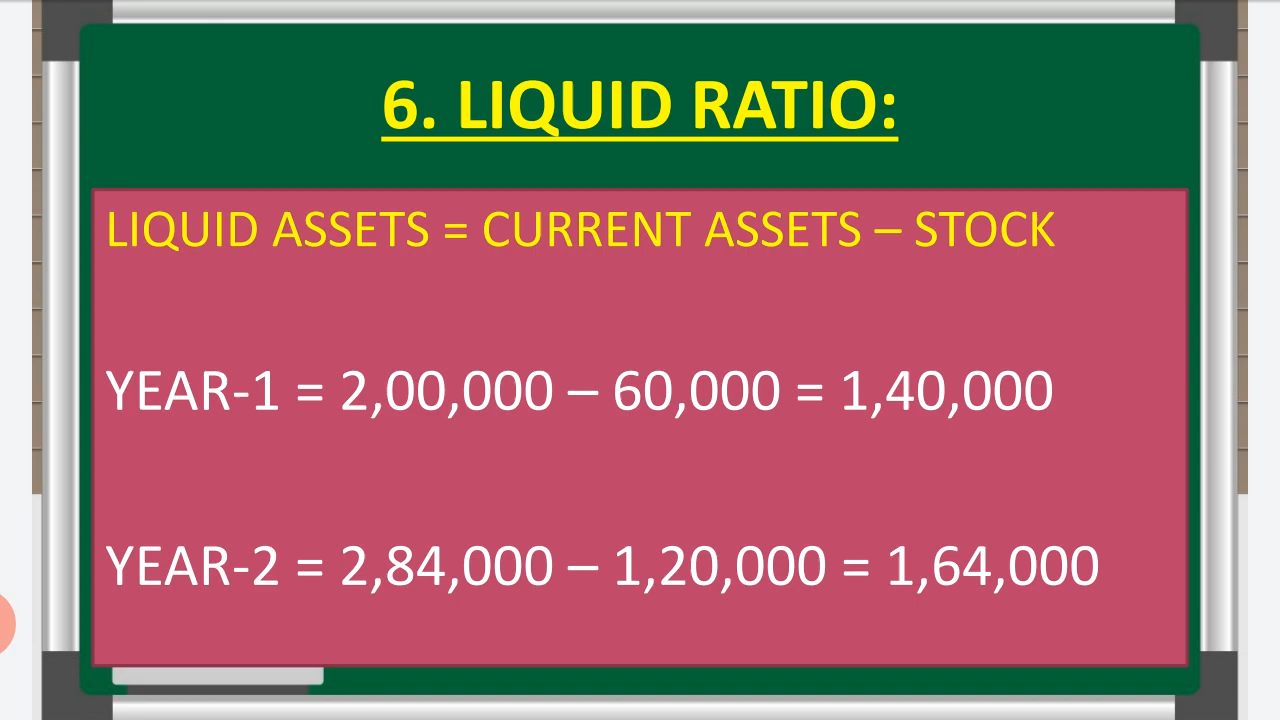 6. LIQUID RATIO:
LIQUID ASSETS = CURRENT ASSETS – STOCK
YEAR-1 = 2,00,000 – 60,000 = 1,40,000
YEAR-2 = 2,84,000 – 1,20,000 = 1,64,000